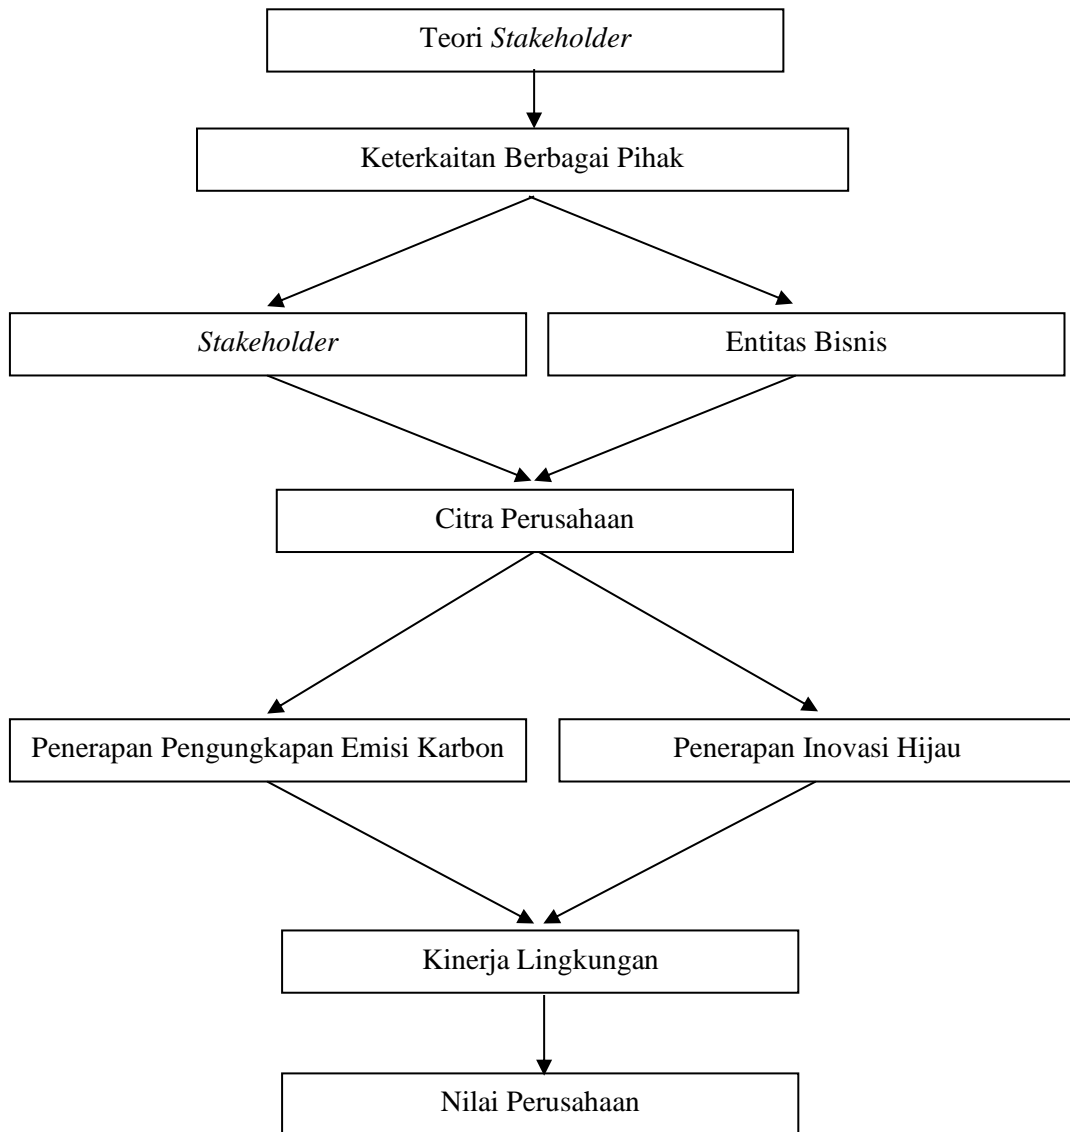 Teori Stakeholder
Keterkaitan Berbagai Pihak
Stakeholder
Entitas Bisnis
Citra Perusahaan
Penerapan Pengungkapan Emisi Karbon
Penerapan Inovasi Hijau
Kinerja Lingkungan
Nilai Perusahaan